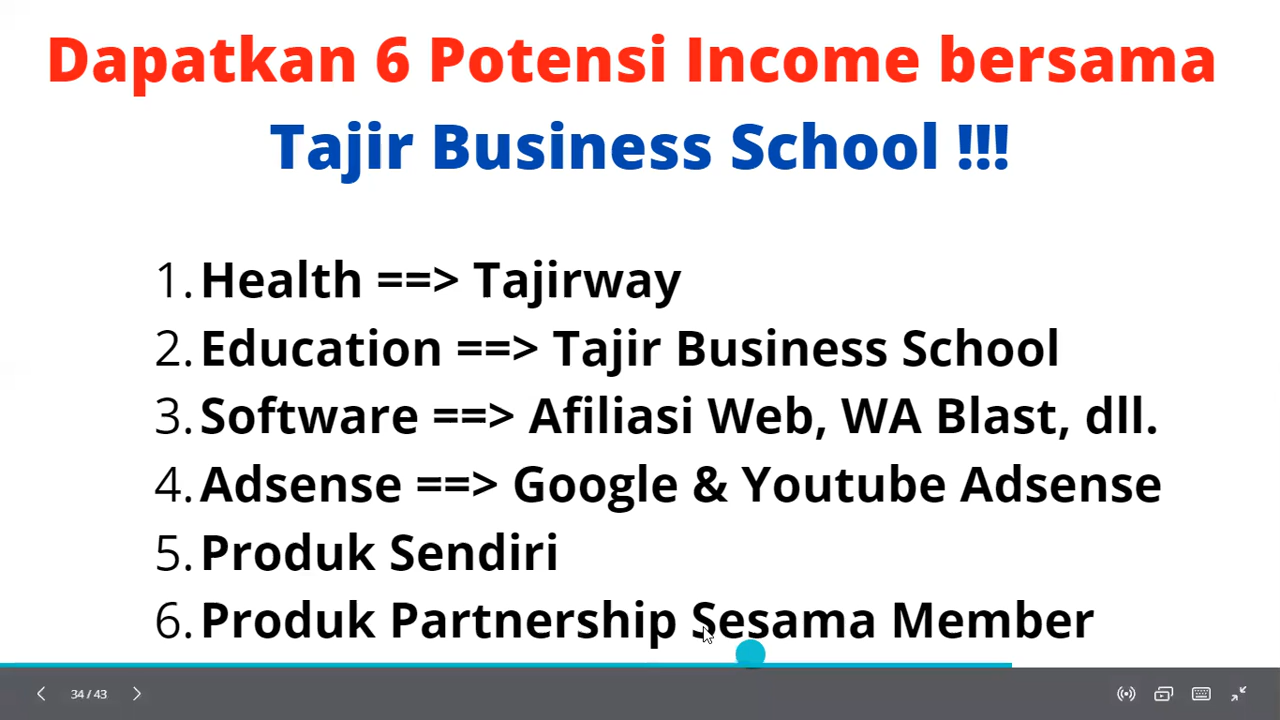 Dapatkan 6 Potensi Income bersama
Tajir Business School !!!
1. Health ==> Tajirway
2. Education ==> Tajir Business School
3. Software ==> Afiliasi Web, WA Blast, dll.
4. Adsense ==> Google & Youtube Adsense
5. Produk Sendiri
6. Produk Partnership Sesama Member
34 / 43